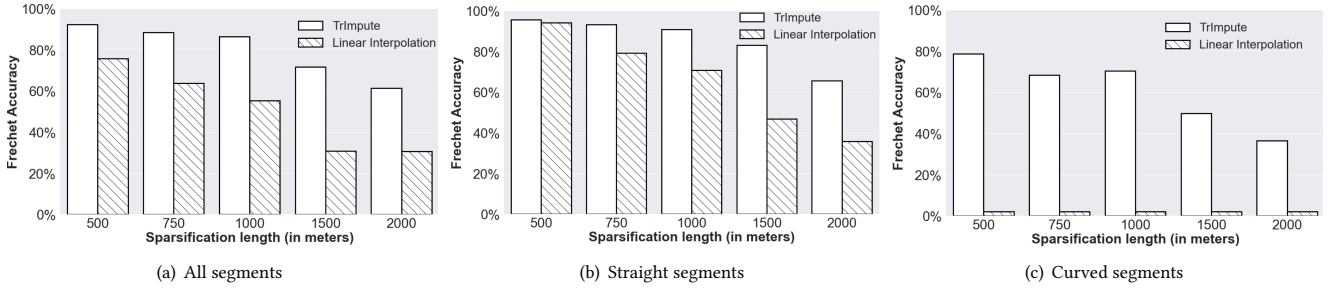 100%
80%
60%
40%
20%
0%
Frechet Accuracy
TrImpute
Linear Interpolation
500 750 1000 1500 2000
Sparsification length (in meters)
(a) All segments
100%
80%
60%
40%
20%
0%
Frechet Accuracy
TrImpute
Linear Interpolation
500 750 1000 1500 2000
Sparsification length (in meters)
(b) Straight segments
100%
80%
60%
40%
20%
0%
Frechet Accuracy
TrImpute
Linear Interpolation
500 750 1000 1500 2000
Sparsification length (in meters)
(c) Curved segments